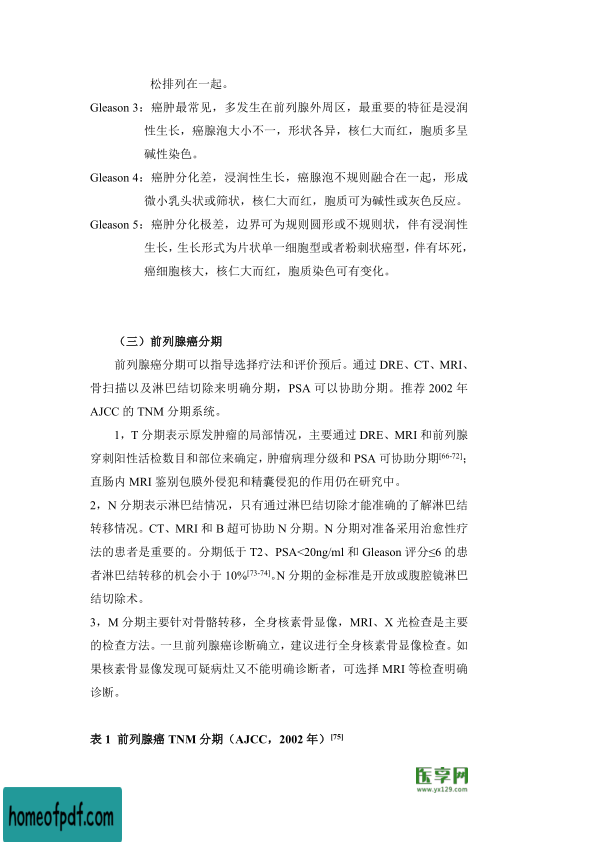 松排列在一起。
Gleason 3：癌肿最常见，多发生在前列腺外周区，最重要的特征是浸润
性生长，癌腺泡大小不一，形状各异，核仁大而红，胞质多呈
碱性染色。
Gleason 4：癌肿分化差，浸润性生长，癌腺泡不规则融合在一起，形成
微小乳头状或筛状，核仁大而红，胞质可为碱性或灰色反应。
Gleason 5：癌肿分化极差，边界可为规则圆形或不规则状，伴有浸润性
生长，生长形式为片状单一细胞型或者粉刺状癌型，伴有坏死，
癌细胞核大，核仁大而红，胞质染色可有变化。
（三）前列腺癌分期
前列腺癌分期可以指导选择疗法和评价预后。通过 DRE、CT、MRI、
骨扫描以及淋巴结切除来明确分期，PSA 可以协助分期。推荐 2002 年
AJCC 的 TNM 分期系统。
1，T 分期表示原发肿瘤的局部情况，主要通过 DRE、MRI 和前列腺
穿刺阳性活检数目和部位来确定，肿瘤病理分级和 PSA 可协助分期[66-72]；
直肠内 MRI 鉴别包膜外侵犯和精囊侵犯的作用仍在研究中。
2，N 分期表示淋巴结情况，只有通过淋巴结切除才能准确的了解淋巴结
转移情况。CT、MRI 和 B 超可协助 N 分期。N 分期对准备采用治愈性疗
法的患者是重要的。分期低于 T2、PSA<20ng/ml 和 Gleason 评分≤6 的患
者淋巴结转移的机会小于 10%[73-74]。N 分期的金标准是开放或腹腔镜淋巴
结切除术。
3，M 分期主要针对骨骼转移，全身核素骨显像，MRI、X 光检查是主要
的检查方法。一旦前列腺癌诊断确立，建议进行全身核素骨显像检查。如
果核素骨显像发现可疑病灶又不能明确诊断者，可选择 MRI 等检查明确
诊断。
表 1 前列腺癌 TNM 分期（AJCC，2002 年）[75]
医享网
www.yx129.com
homeofpdf.com